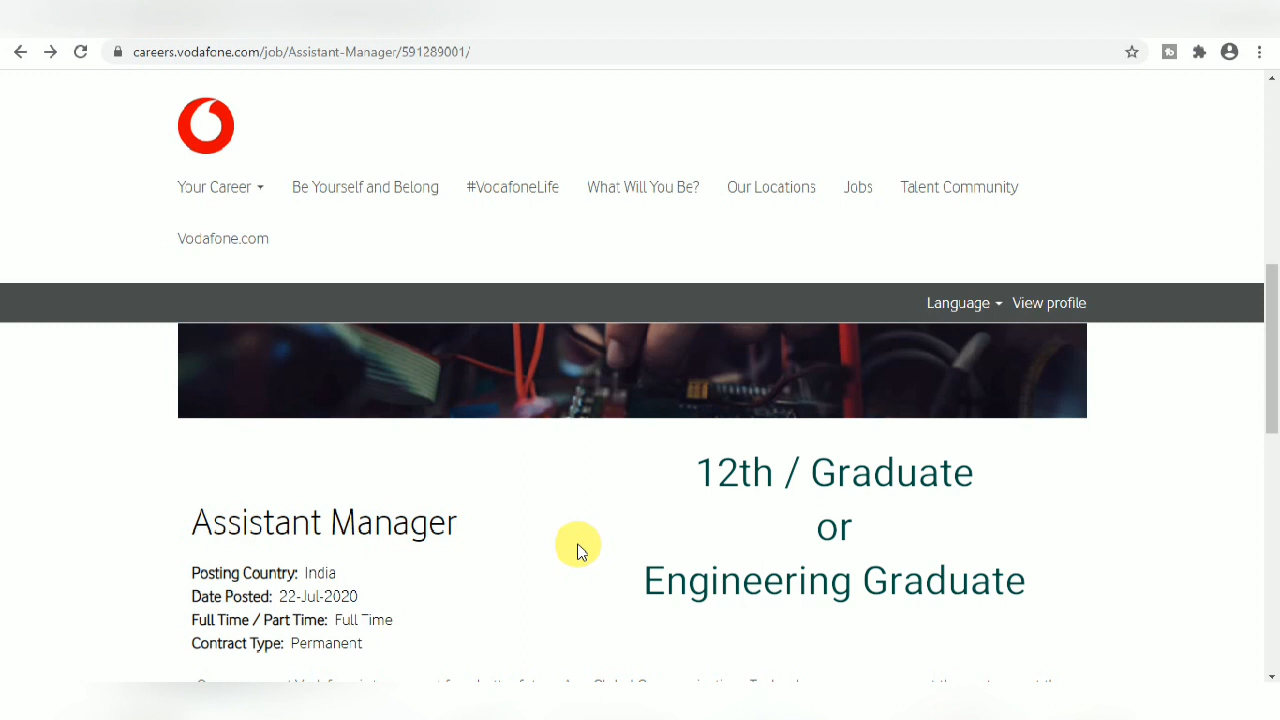 careers.vodafone.com/job/Assistant-Manager/591289001/
Your Career
Be Yourself and Belong
#VocafoneLife
What Will You Be?
Our Locations
Jobs
Talent Community
Vodafone.com
Language
View profile
12th / Graduate
or
Engineering Graduate
Assistant Manager
Posting Country: India
Date Posted: 22-Jul-2020
Full Time / Part Time: Full Time
Contract Type: Permanent